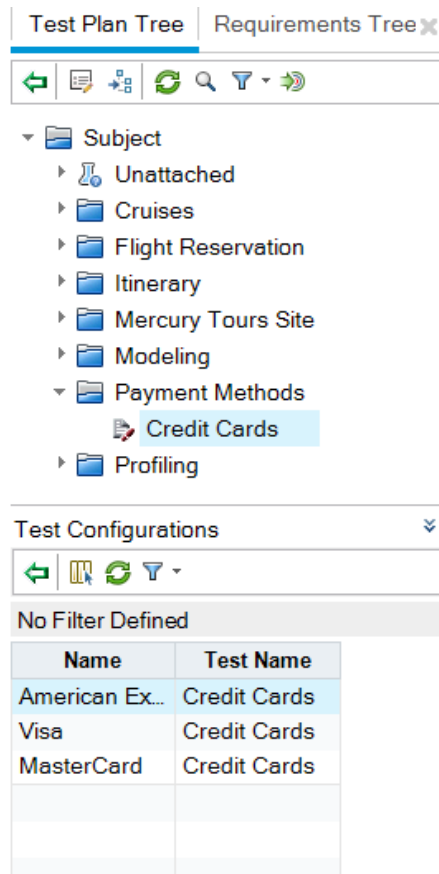 Test Plan Tree Requirements Tree
Subject
Unattached
Cruises
Flight Reservation
Itinerary
Mercury Tours Site
Modeling
Payment Methods
Credit Cards
Profiling
Test Configurations
No Filter Defined
Name Test Name
American Ex... Credit Cards
Visa Credit Cards
MasterCard Credit Cards